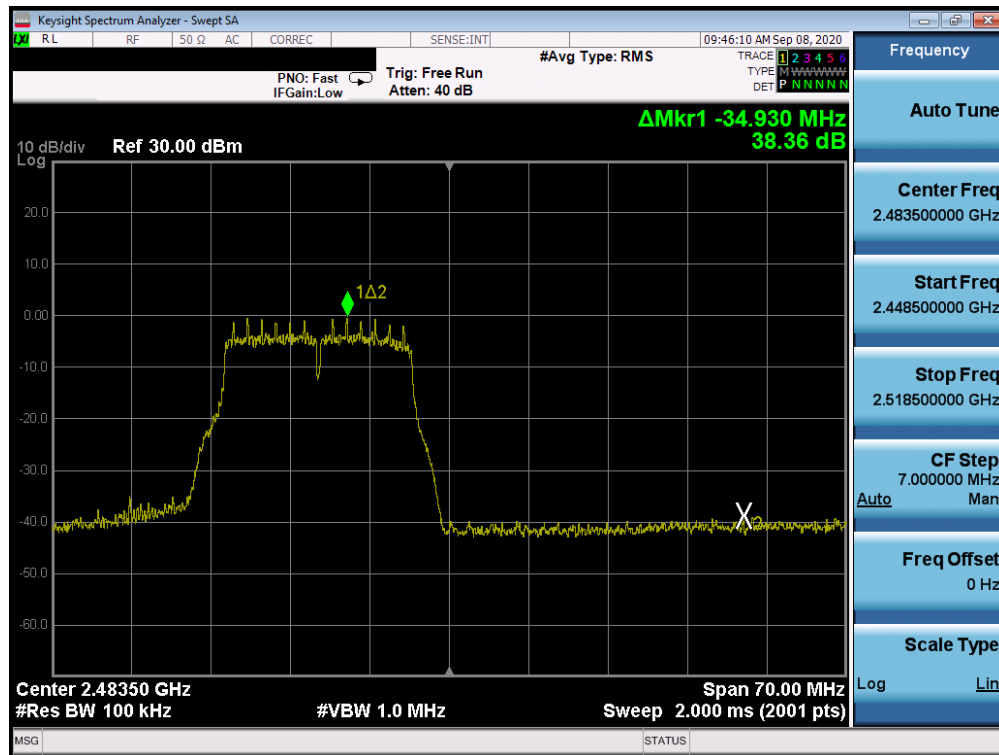 Keysight Spectrum Analyzer - Swept SA
LXI RL RF 50 Ω AC CORREC SENSE:INT 09:46:10 AM Sep 08, 2020
#Avg Type: RMS TRACE 1 2 3 4 5 6
PNO: Fast Trig: Free Run TYPE M WWWWW
IFGain:Low Atten: 40 dB DET P N N N N N
ΔMkr1 -34.930 MHz
38.36 dB
10 dB/div Ref 30.00 dBm
Log
20.0
10.0
1Δ2
0.00
-10.0
-20.0
-30.0
-40.0
X2
-50.0
-60.0
Center 2.48350 GHz Span 70.00 MHz
#Res BW 100 kHz #VBW 1.0 MHz Sweep 2.000 ms (2001 pts)
MSG STATUS
Frequency
Auto Tune
Center Freq
2.483500000 GHz
Start Freq
2.448500000 GHz
Stop Freq
2.518500000 GHz
CF Step
7.000000 MHz
Auto Man
Freq Offset
0 Hz
Scale Type
Log Lin